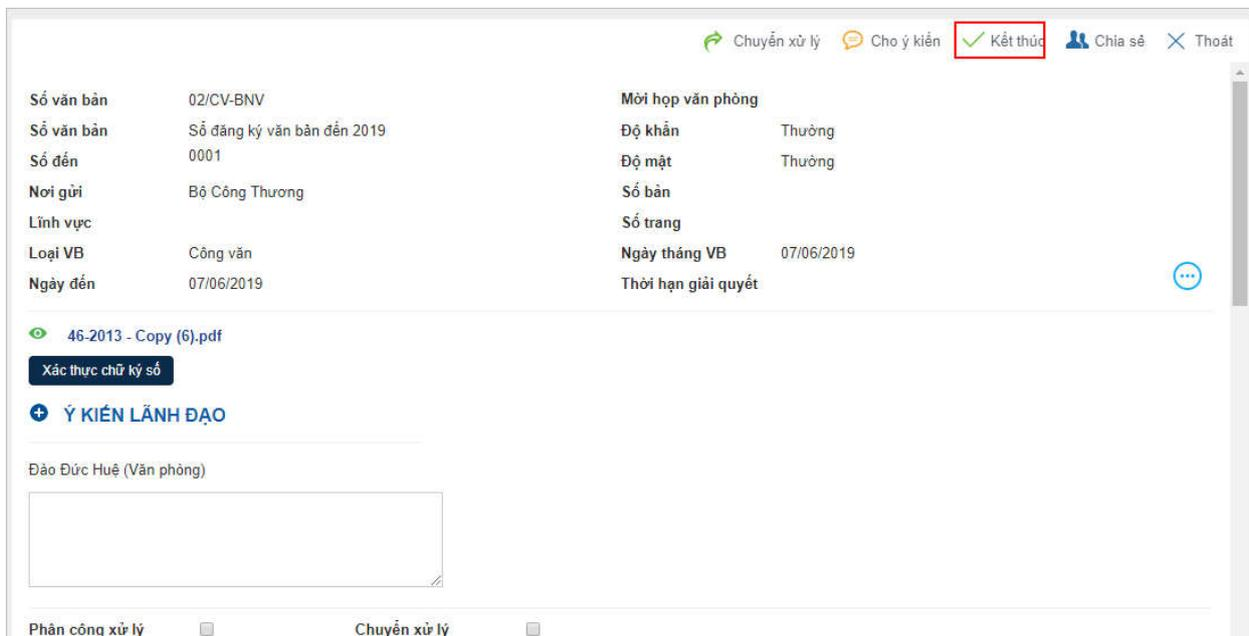 Chuyển xử lý Cho ý kiến Kết thúc Chia sẻ Thoát
Số văn bản 02/CV-BNV Mời họp văn phòng
Sổ văn bản Sổ đăng ký văn bản đến 2019 Độ khẩn Thường
Số đến 0001 Độ mật Thường
Nơi gửi Bộ Công Thương Số bản
Lĩnh vực Số trang
Loại VB Công văn Ngày tháng VB 07/06/2019
Ngày đến 07/06/2019 Thời hạn giải quyết
46-2013 - Copy (6).pdf
Xác thực chữ ký số
Ý KIẾN LÃNH ĐẠO
Đào Đức Huệ (Văn phòng)
Phân công xử lý Chuyển xử lý